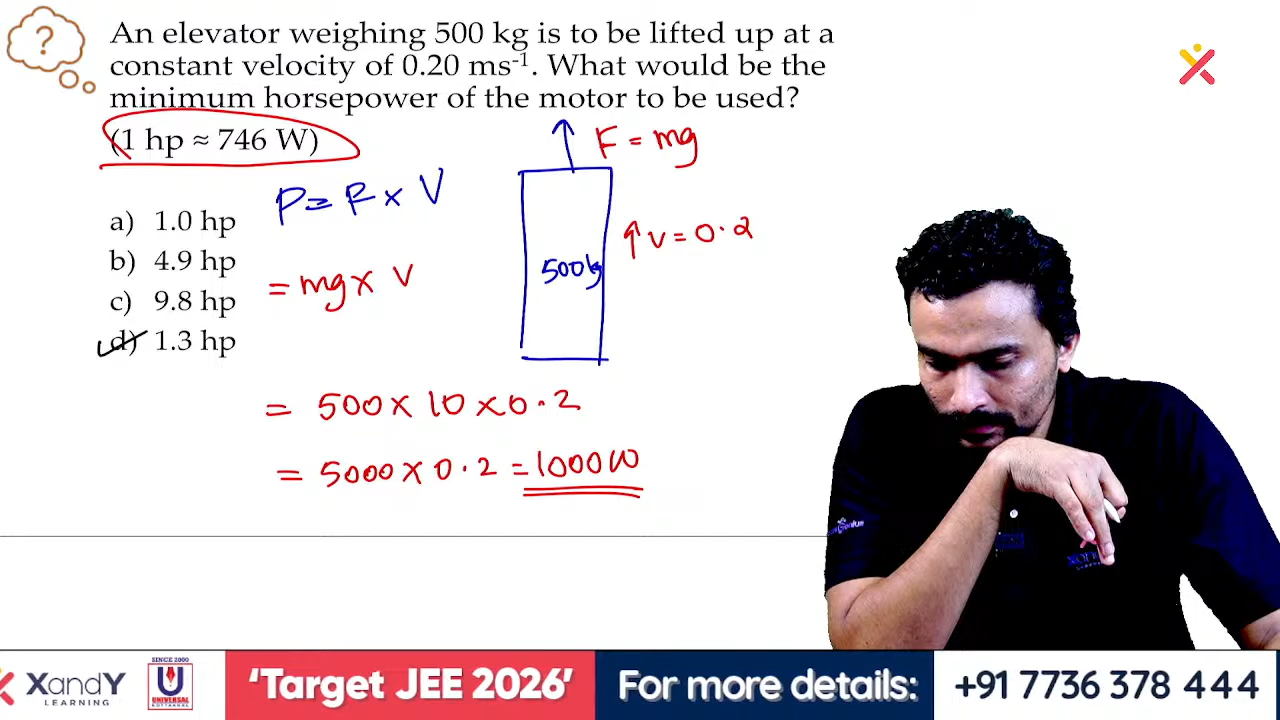 ?
An elevator weighing 500 kg is to be lifted up at a
constant velocity of 0.20 ms⁻¹. What would be the
minimum horsepower of the motor to be used?
(1 hp ≈ 746 W)
F = mg
P = F × V
a) 1.0 hp
b) 4.9 hp
c) 9.8 hp
d) 1.3 hp
v = 0.2
500kg
= mg × V
= 500 × 10 × 0.2
= 5000 × 0.2 = 1000W
XandY
LEARNING
SINCE 2000
U
UNIVERSAL
KOTTAKKAL
'Target JEE 2026'
For more details:
+91 7736 378 444